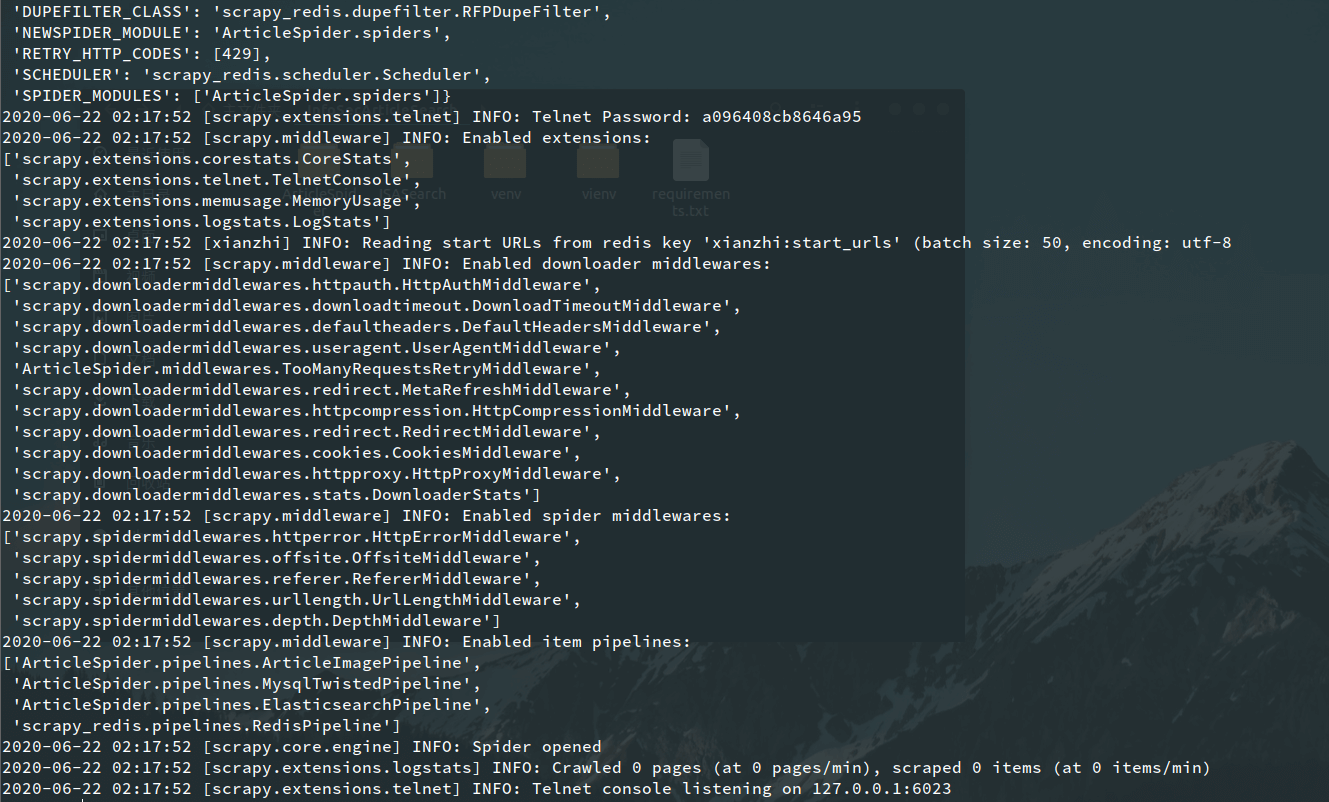 'DUPEFILTER_CLASS': 'scrapy_redis.dupefilter.RFPDupeFilter',
'NEWSPIDER_MODULE': 'ArticleSpider.spiders',
'RETRY_HTTP_CODES': [429],
'SCHEDULER': 'scrapy_redis.scheduler.Scheduler',
'SPIDER_MODULES': ['ArticleSpider.spiders']}
2020-06-22 02:17:52 [scrapy.extensions.telnet] INFO: Telnet Password: a096408cb8646a95
2020-06-22 02:17:52 [scrapy.middleware] INFO: Enabled extensions:
['scrapy.extensions.corestats.CoreStats',
'scrapy.extensions.telnet.TelnetConsole',
'scrapy.extensions.memusage.MemoryUsage',
'scrapy.extensions.logstats.LogStats']
venv
vienv
requiremen
ts.txt
2020-06-22 02:17:52 [xianzhi] INFO: Reading start URLs from redis key 'xianzhi:start_urls' (batch size: 50, encoding: utf-8
2020-06-22 02:17:52 [scrapy.middleware] INFO: Enabled downloader middlewares:
['scrapy.downloadermiddlewares.httpauth.HttpAuthMiddleware',
'scrapy.downloadermiddlewares.downloadtimeout.DownloadTimeoutMiddleware',
'scrapy.downloadermiddlewares.defaultheaders.DefaultHeadersMiddleware',
'scrapy.downloadermiddlewares.useragent.UserAgentMiddleware',
'ArticleSpider.middlewares.TooManyRequestsRetryMiddleware',
'scrapy.downloadermiddlewares.redirect.MetaRefreshMiddleware',
'scrapy.downloadermiddlewares.httpcompression.HttpCompressionMiddleware',
'scrapy.downloadermiddlewares.redirect.RedirectMiddleware',
'scrapy.downloadermiddlewares.cookies.CookiesMiddleware',
'scrapy.downloadermiddlewares.httpproxy.HttpProxyMiddleware',
'scrapy.downloadermiddlewares.stats.DownloaderStats']
2020-06-22 02:17:52 [scrapy.middleware] INFO: Enabled spider middlewares:
['scrapy.spidermiddlewares.httperror.HttpErrorMiddleware',
'scrapy.spidermiddlewares.offsite.OffsiteMiddleware',
'scrapy.spidermiddlewares.referer.RefererMiddleware',
'scrapy.spidermiddlewares.urllength.UrlLengthMiddleware',
'scrapy.spidermiddlewares.depth.DepthMiddleware']
2020-06-22 02:17:52 [scrapy.middleware] INFO: Enabled item pipelines:
['ArticleSpider.pipelines.ArticleImagePipeline',
'ArticleSpider.pipelines.MysqlTwistedPipeline',
'ArticleSpider.pipelines.ElasticsearchPipeline',
'scrapy_redis.pipelines.RedisPipeline']
2020-06-22 02:17:52 [scrapy.core.engine] INFO: Spider opened
2020-06-22 02:17:52 [scrapy.extensions.logstats] INFO: Crawled 0 pages (at 0 pages/min), scraped 0 items (at 0 items/min)
2020-06-22 02:17:52 [scrapy.extensions.telnet] INFO: Telnet console listening on 127.0.0.1:6023